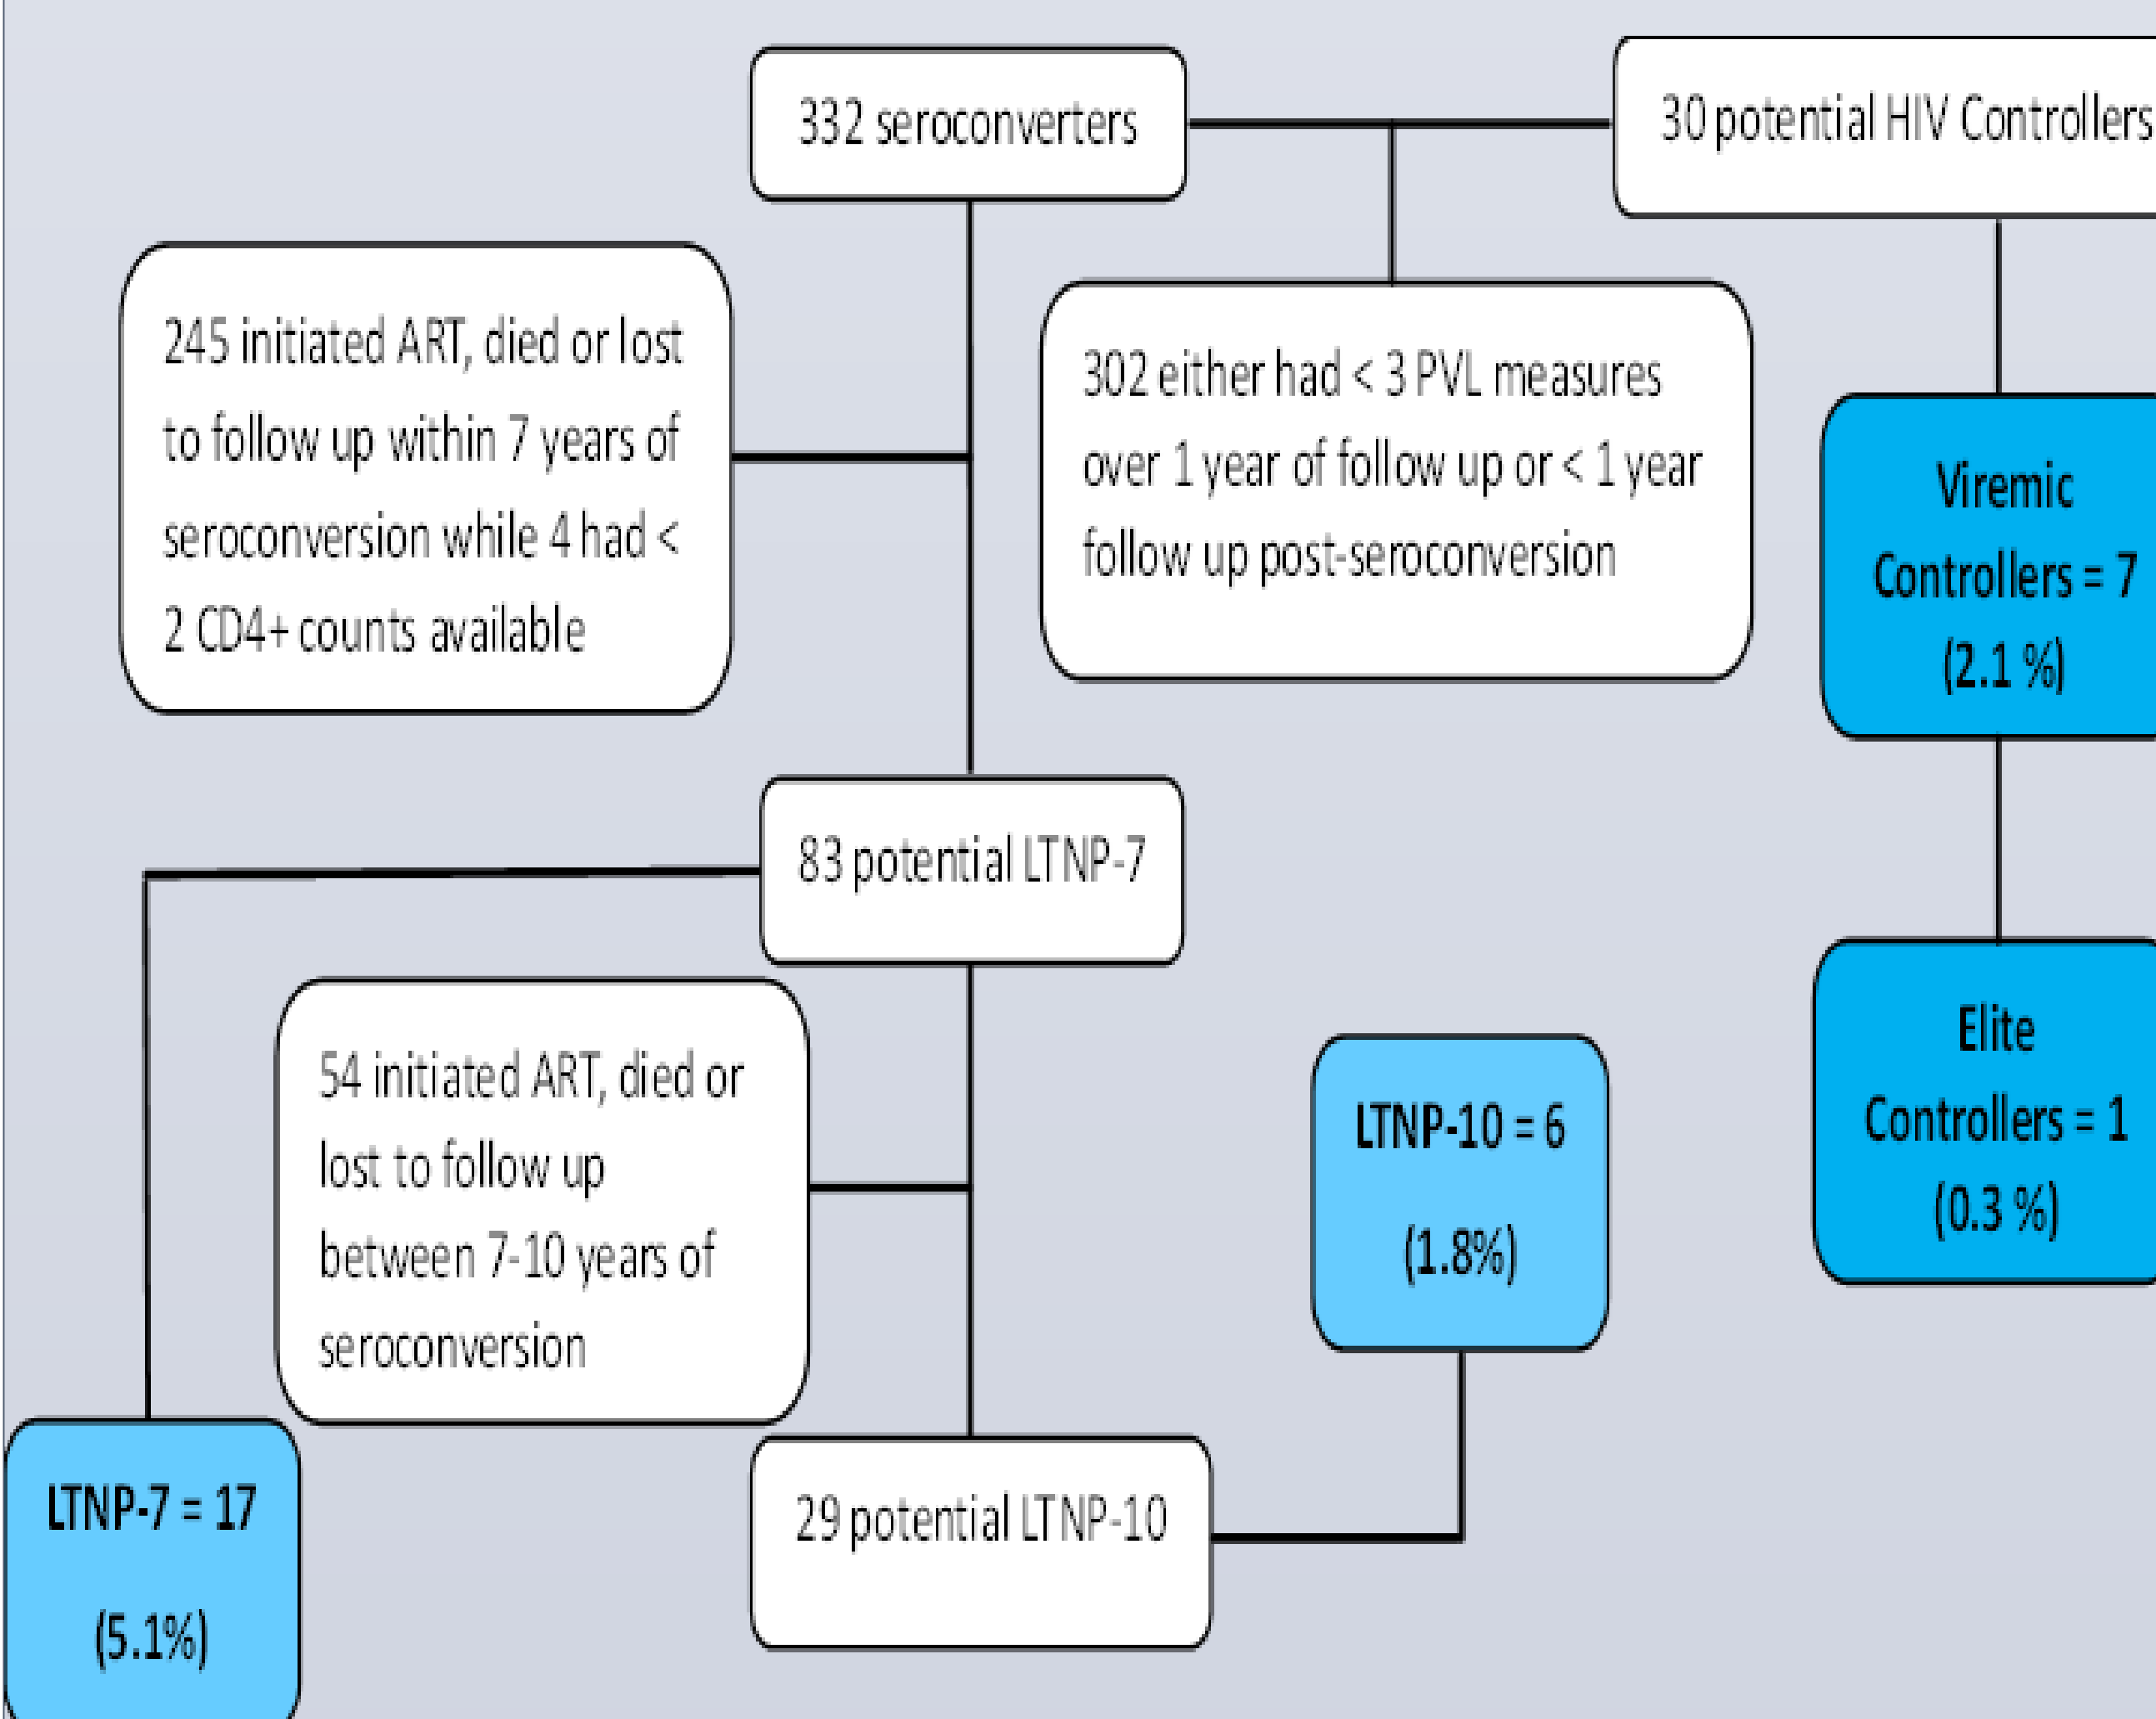 332 seroconverters
30 potential HIV Controllers
245 initiated ART, died or lost
to follow up within 7 years of
seroconversion while 4 had <
2 CD4+ counts available
302 either had < 3 PVL measures
over 1 year of follow up or < 1 year
follow up post-seroconversion
Viremic
Controllers = 7
(2.1 %)
83 potential LTNP-7
54 initiated ART, died or
lost to follow up
between 7-10 years of
seroconversion
LTNP-10 = 6
(1.8%)
Elite
Controllers = 1
(0.3 %)
LTNP-7 = 17
(5.1%)
29 potential LTNP-10